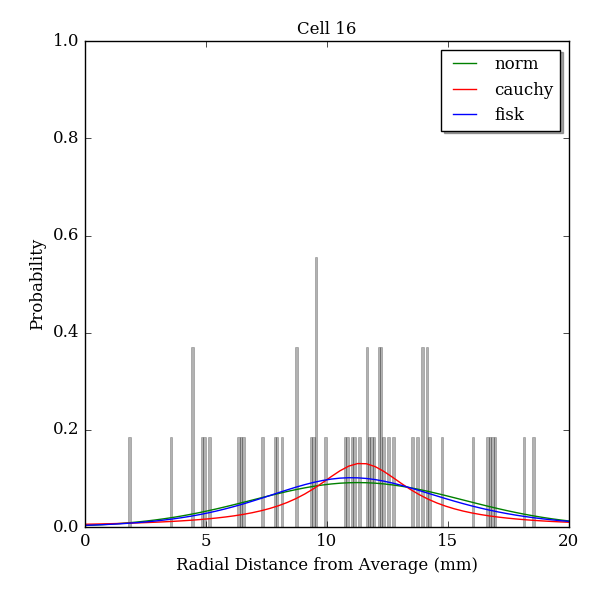 Cell 16
1.0
0.8
0.6
0.4
0.2
0.0
Probability
norm
cauchy
fisk
0 5 10 15 20
Radial Distance from Average (mm)